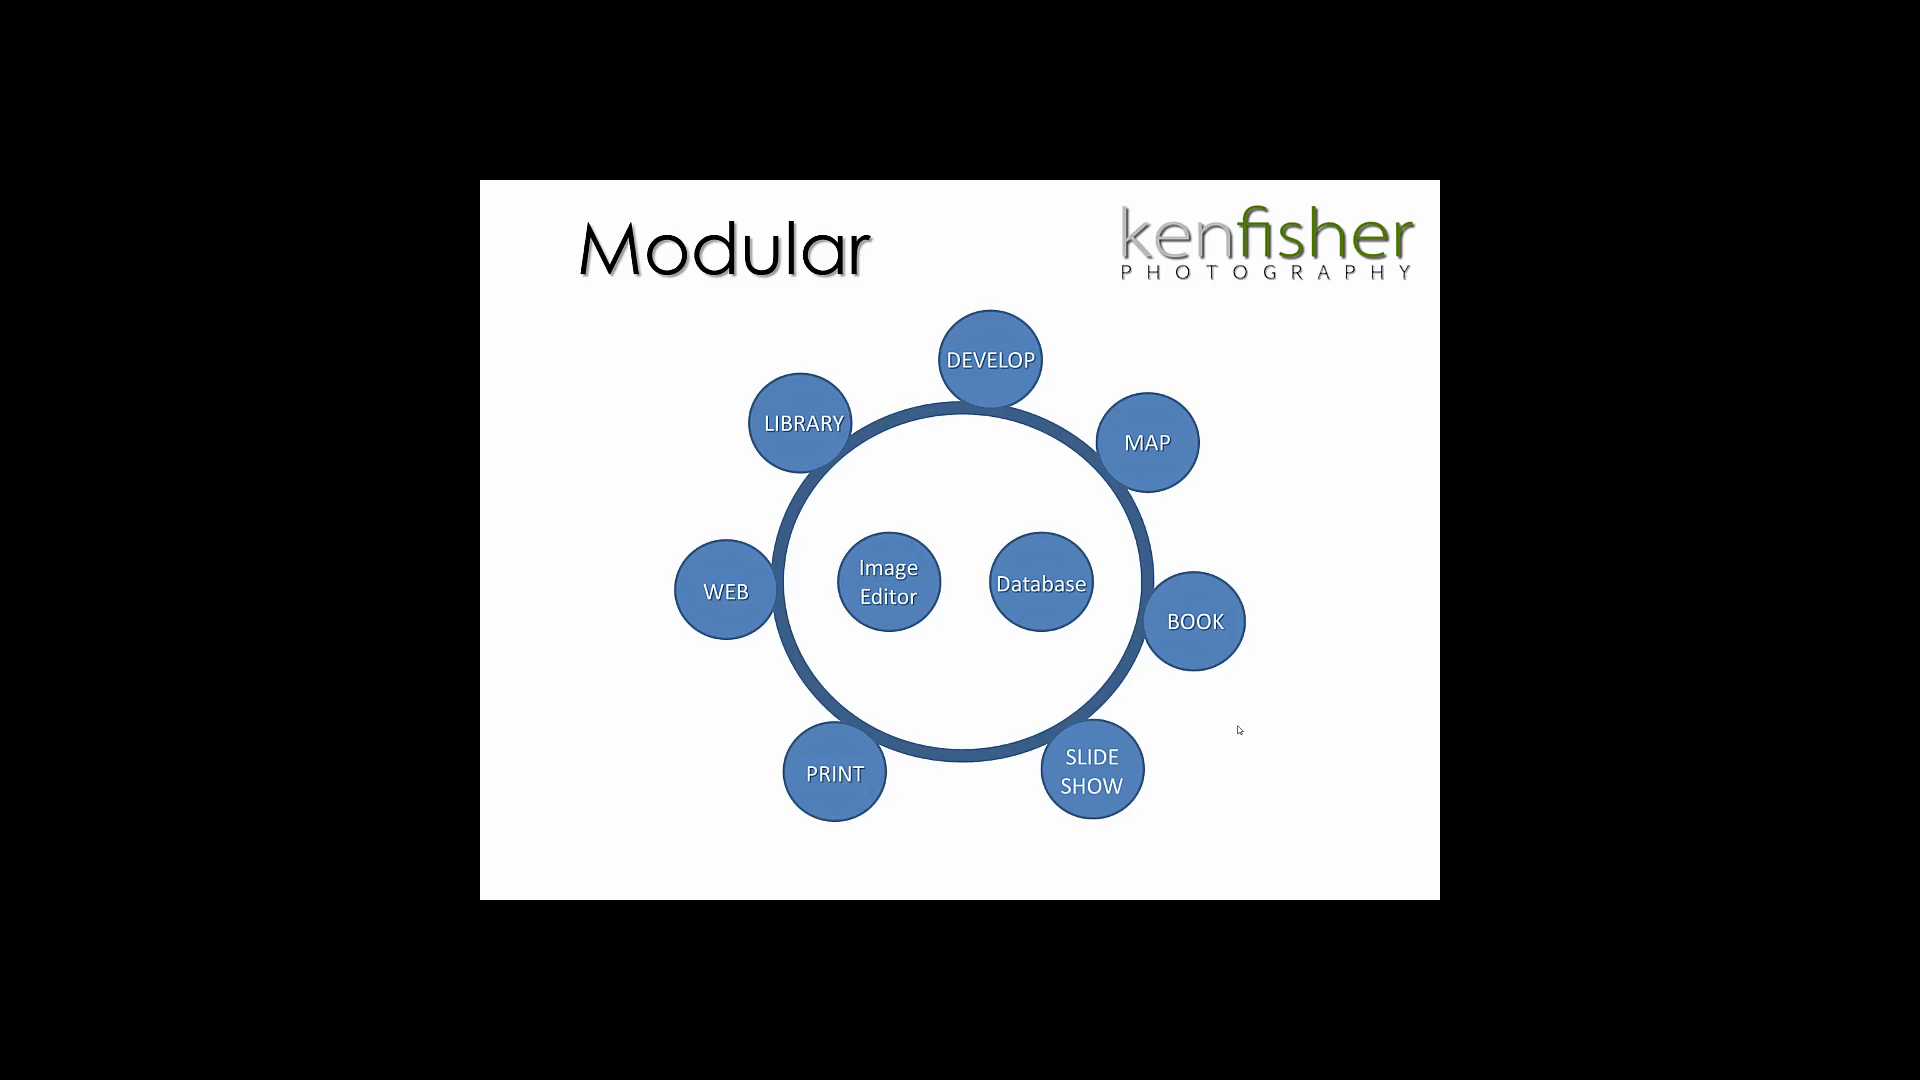 Modular
kenfisher
PHOTOGRAPHY
DEVELOP
LIBRARY
MAP
Image
Editor
Database
WEB
BOOK
PRINT
SLIDE
SHOW